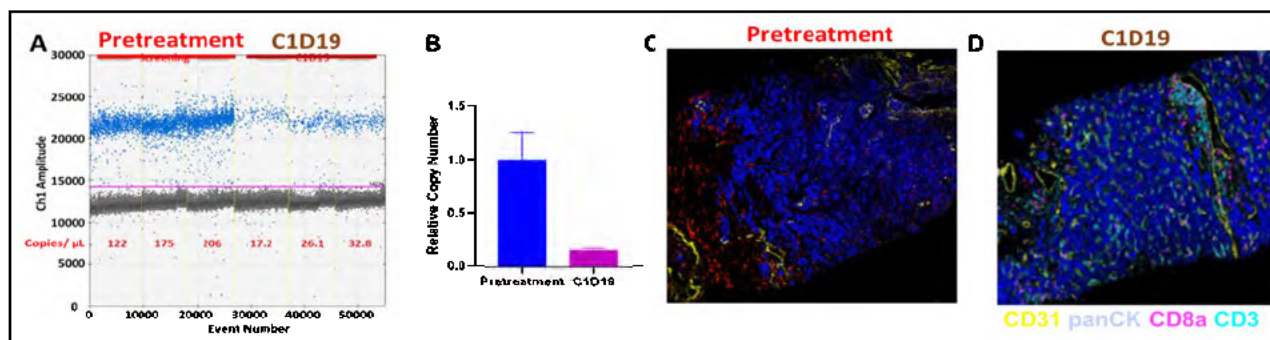 A
Pretreatment
C1D19
Screening
C1D19
30000
25000
20000
15000
10000
5000
0
Ch1 Amplitude
Copies/ µL
122
175
206
17.2
26.1
32.8
0
10000
20000
30000
40000
50000
Event Number
B
1.5
1.0
0.5
0.0
Relative Copy Number
Pretreatment
C1D19
C
Pretreatment
D
C1D19
CD31 panCK CD8a CD3